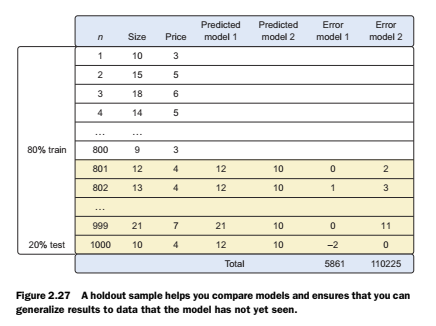 n Size Price Predicted model 1 Predicted model 2 Error model 1 Error model 2
1 10 3
2 15 5
3 18 6
4 14 5
... ...
80% train 800 9 3
801 12 4 12 10 0 2
802 13 4 12 10 1 3
...
999 21 7 21 10 0 11
20% test 1000 10 4 12 10 –2 0
Total 5861 110225
Figure 2.27 A holdout sample helps you compare models and ensures that you can
generalize results to data that the model has not yet seen.